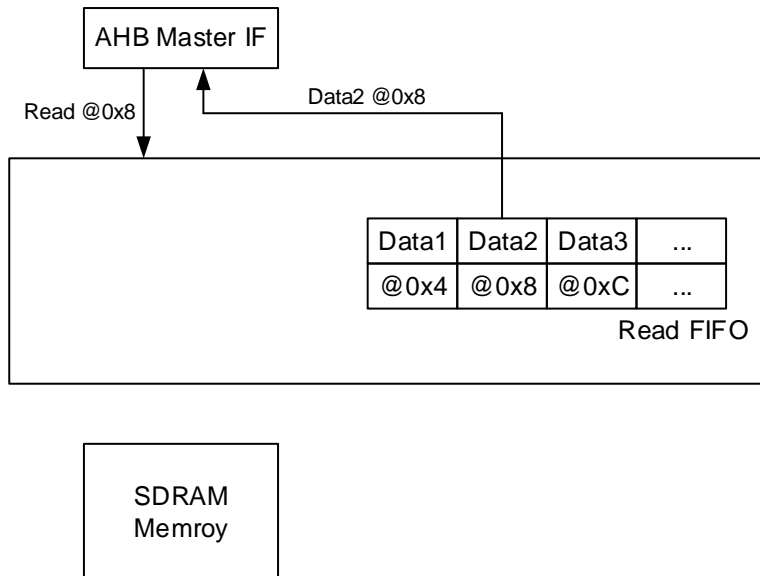 AHB Master IF
Read @0x8
Data2 @0x8
Data1 Data2 Data3 ...
@0x4 @0x8 @0xC ...
Read FIFO
SDRAM
Memroy